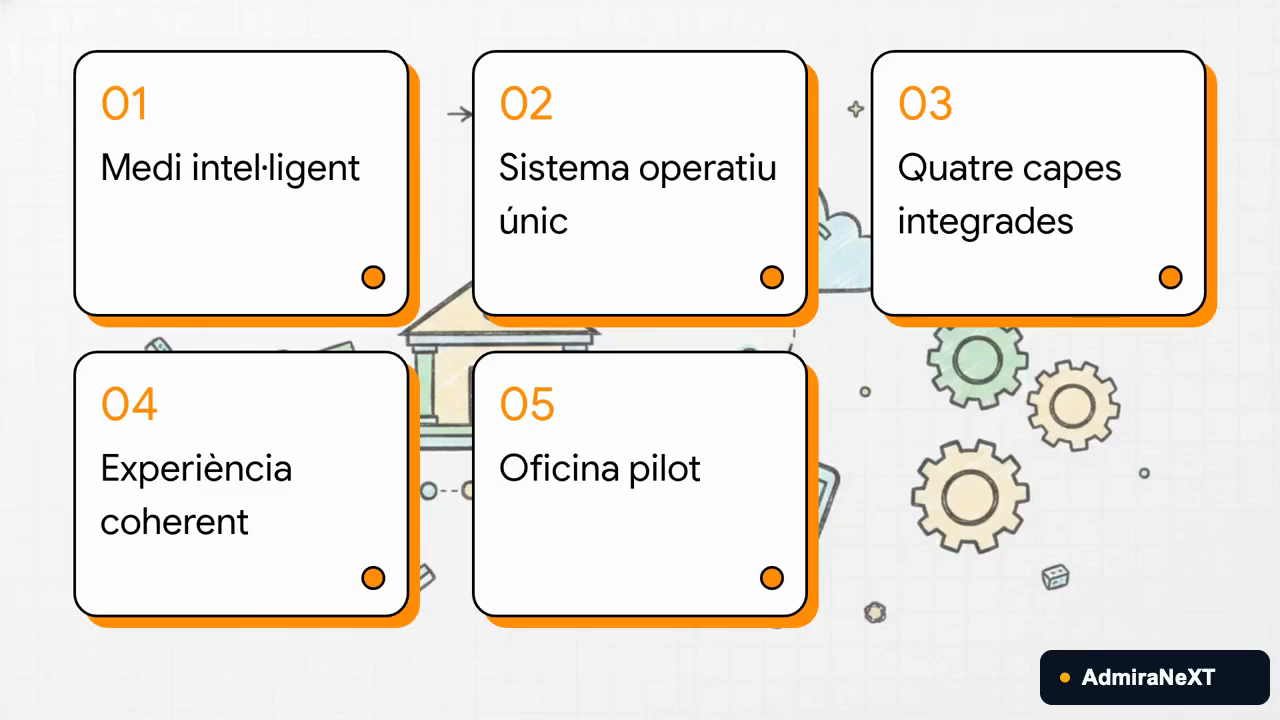 01
Medi intel·ligent
02
Sistema operatiu
únic
03
Quatre capes
integrades
04
Experiència
coherent
05
Oficina pilot
AdmiraNeXT